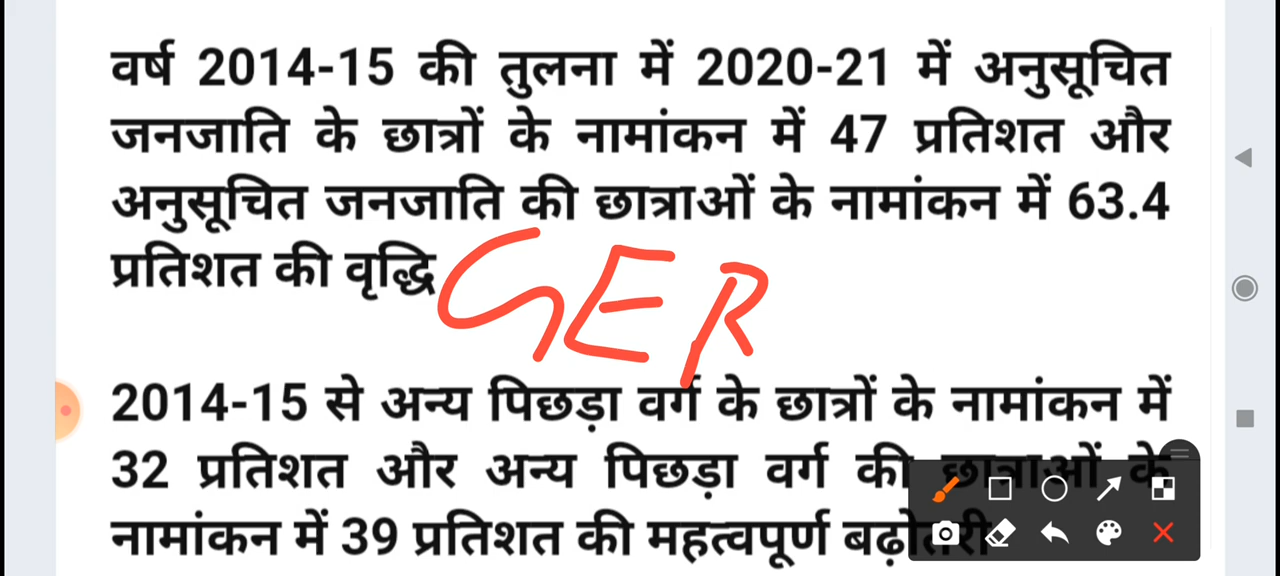 वर्ष 2014-15 की तुलना में 2020-21 में अनुसूचित
जनजाति के छात्रों के नामांकन में 47 प्रतिशत और
अनुसूचित जनजाति की छात्राओं के नामांकन में 63.4
प्रतिशत की वृद्धि
GER
2014-15 से अन्य पिछड़ा वर्ग के छात्रों के नामांकन में
32 प्रतिशत और अन्य पिछड़ा वर्ग की छात्राओं के
नामांकन में 39 प्रतिशत की महत्वपूर्ण बढ़ोतरी